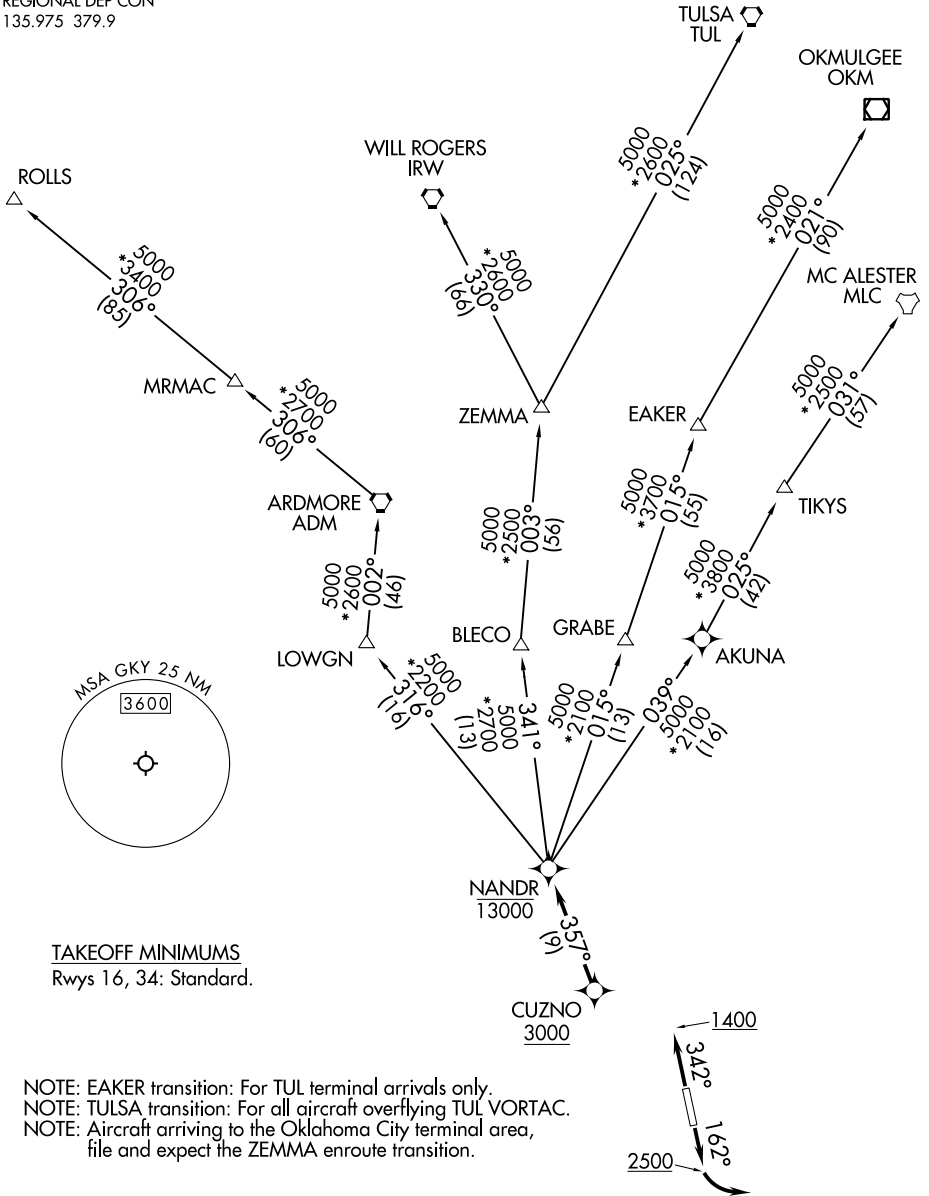 REGIONAL DEP CON
135.975 379.9
TULSA
TUL
OKMULGEE
OKM
WILL ROGERS
IRW
ROLLS
5000
*2600
025°
(124)
5000
*2400
021°
(90)
5000
*3400
306°
(85)
5000
*2600
330°
(66)
MC ALESTER
MLC
MRMAC
5000
*2700
306°
(60)
ZEMMA
EAKER
5000
*2500
031°
(57)
ARDMORE
ADM
5000
*2500
003°
(56)
5000
*3700
015°
(55)
TIKYS
5000
*2600
002°
(46)
5000
*3800
025°
(42)
LOWGN
BLECO
GRABE
AKUNA
MSA GKY 25 NM
3600
5000
*2200
316°
(16)
341°
5000
*2700
(13)
5000
*2100
015°
(13)
039°
5000
*2100
(16)
NANDR
13000
357°
(9)
TAKEOFF MINIMUMS
Rwys 16, 34: Standard.
CUZNO
3000
1400
342°
162°
2500
NOTE: EAKER transition: For TUL terminal arrivals only.
NOTE: TULSA transition: For all aircraft overflying TUL VORTAC.
NOTE: Aircraft arriving to the Oklahoma City terminal area,
file and expect the ZEMMA enroute transition.